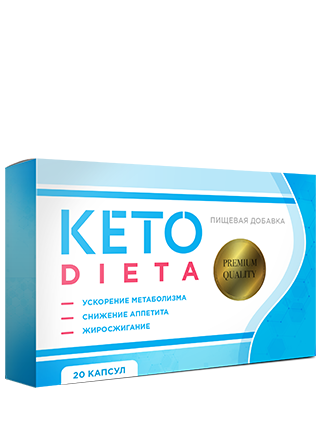 KETO
ПИЩЕВАЯ ДОБАВКА
DIETA
PREMIUM
QUALITY
УСКОРЕНИЕ МЕТАБОЛИЗМА
СНИЖЕНИЕ АППЕТИТА
ЖИРОСЖИГАНИЕ
20 КАПСУЛ